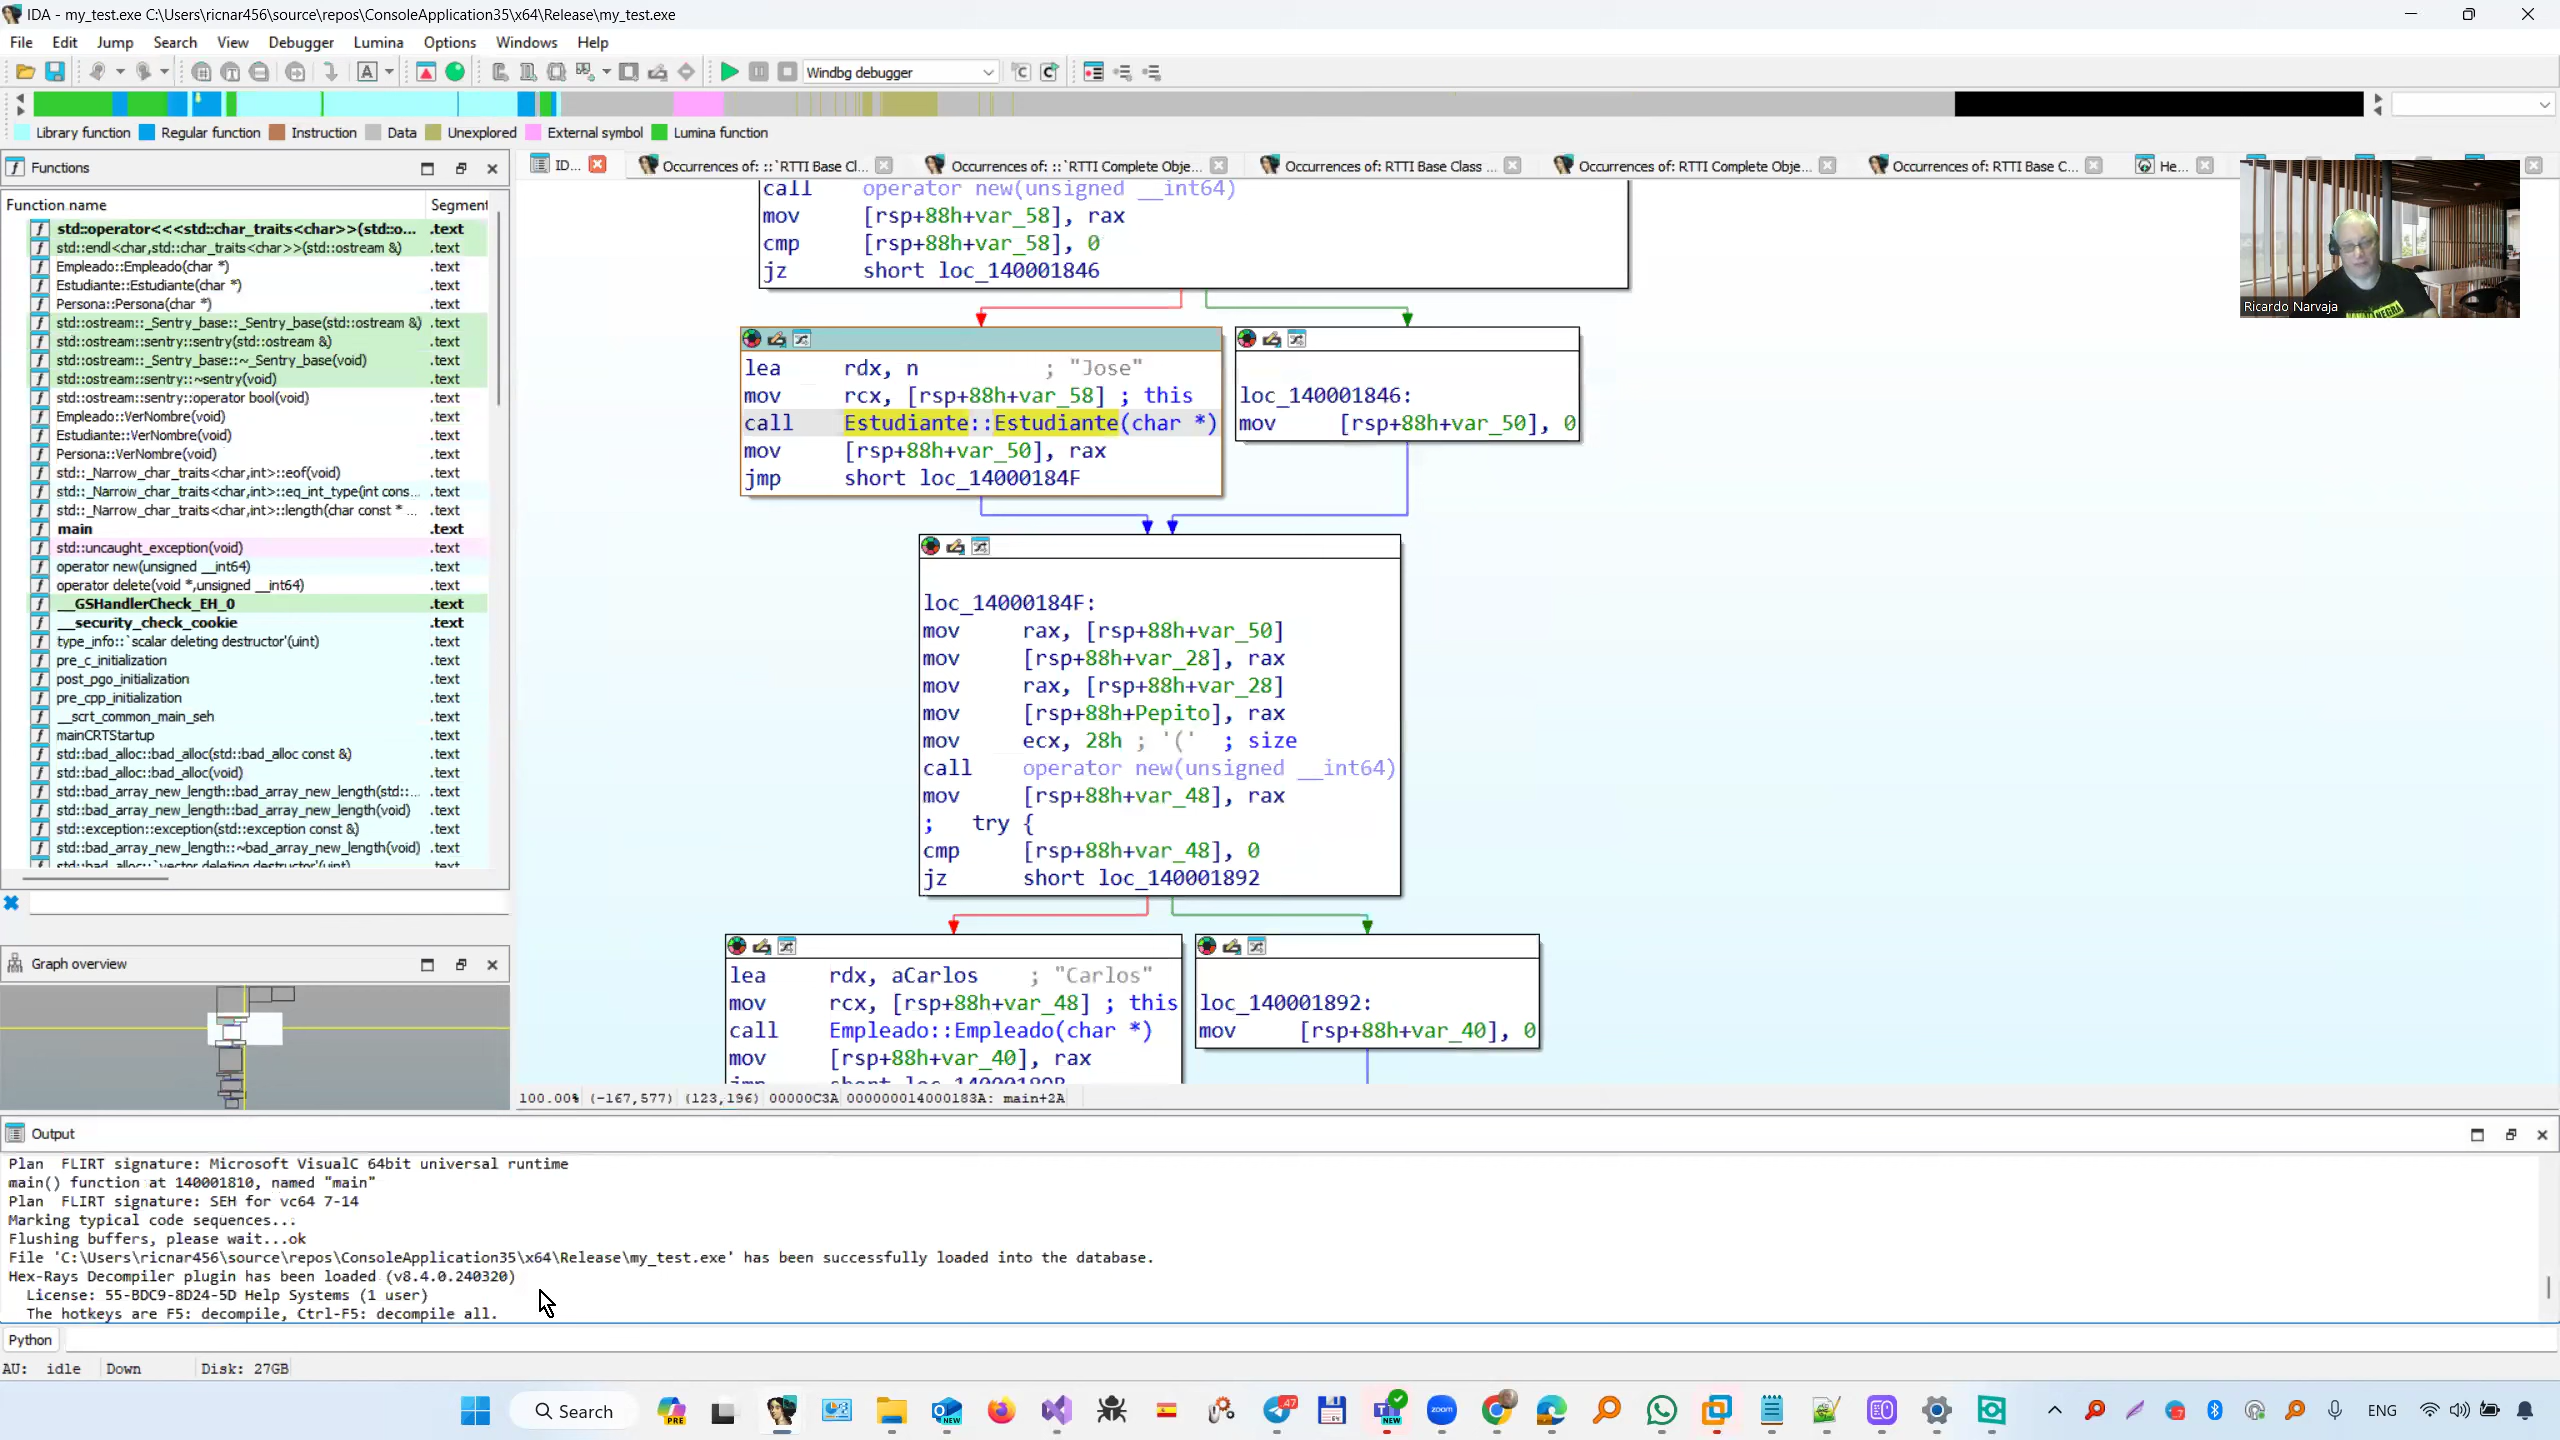 IDA - my_test.exe C:\Users\ricnar456\source\repos\ConsoleApplication35\x64\Release\my_test.exe
File Edit Jump Search View Debugger Lumina Options Windows Help
Windbg debugger
Library function Regular function Instruction Data Unexplored External symbol Lumina function
Functions
Function name Segment
std::operator<<<std::char_traits<char>>(std::o... .text
std::endl<char,std::char_traits<char>>(std::ostream &) .text
Empleado::Empleado(char *) .text
Estudiante::Estudiante(char *) .text
Persona::Persona(char *) .text
std::ostream::_Sentry_base::_Sentry_base(std::ostream &) .text
std::ostream::sentry::sentry(std::ostream &) .text
std::ostream::_Sentry_base::~_Sentry_base(void) .text
std::ostream::sentry::~sentry(void) .text
std::ostream::sentry::operator bool(void) .text
Empleado::VerNombre(void) .text
Estudiante::VerNombre(void) .text
Persona::VerNombre(void) .text
std::_Narrow_char_traits<char,int>::eof(void) .text
std::_Narrow_char_traits<char,int>::eq_int_type(int cons... .text
std::_Narrow_char_traits<char,int>::length(char const * ... .text
main .text
std::uncaught_exception(void) .text
operator new(unsigned __int64) .text
operator delete(void *,unsigned __int64) .text
__GSHandlerCheck_EH_0 .text
__security_check_cookie .text
type_info::`scalar deleting destructor'(uint) .text
pre_c_initialization .text
post_pgo_initialization .text
pre_cpp_initialization .text
__scrt_common_main_seh .text
mainCRTStartup .text
std::bad_alloc::bad_alloc(std::bad_alloc const &) .text
std::bad_alloc::bad_alloc(void) .text
std::bad_array_new_length::bad_array_new_length(std::... .text
std::bad_array_new_length::bad_array_new_length(void) .text
std::exception::exception(std::exception const &) .text
std::bad_array_new_length::~bad_array_new_length(void) .text
std::bad_alloc::`vector deleting destructor'(uint) .text
Graph overview
ID... Occurrences of: ::`RTTI Base Cl... Occurrences of: ::`RTTI Complete Obje... Occurrences of: RTTI Base Class ... Occurrences of: RTTI Complete Obje... Occurrences of: RTTI Base C... He...
call operator new(unsigned __int64)
mov [rsp+88h+var_58], rax
cmp [rsp+88h+var_58], 0
jz short loc_140001846
lea rdx, n ; "Jose"
mov rcx, [rsp+88h+var_58] ; this
call Estudiante::Estudiante(char *)
mov [rsp+88h+var_50], rax
jmp short loc_14000184F
loc_140001846:
mov [rsp+88h+var_50], 0
loc_14000184F:
mov rax, [rsp+88h+var_50]
mov [rsp+88h+var_28], rax
mov rax, [rsp+88h+var_28]
mov [rsp+88h+Pepito], rax
mov ecx, 28h ; '(' ; size
call operator new(unsigned __int64)
mov [rsp+88h+var_48], rax
; try {
cmp [rsp+88h+var_48], 0
jz short loc_140001892
lea rdx, aCarlos ; "Carlos"
mov rcx, [rsp+88h+var_48] ; this
call Empleado::Empleado(char *)
mov [rsp+88h+var_40], rax
jmp short loc_14000189B
loc_140001892:
mov [rsp+88h+var_40], 0
100.00% (-167,577) (123,196) 00000C3A 000000014000183A: main+2A
Ricardo Narvaja
Output
Plan FLIRT signature: Microsoft VisualC 64bit universal runtime
main() function at 140001810, named "main"
Plan FLIRT signature: SEH for vc64 7-14
Marking typical code sequences...
Flushing buffers, please wait...ok
File 'C:\Users\ricnar456\source\repos\ConsoleApplication35\x64\Release\my_test.exe' has been successfully loaded into the database.
Hex-Rays Decompiler plugin has been loaded (v8.4.0.240320)
License: 55-BDC9-8D24-5D Help Systems (1 user)
The hotkeys are F5: decompile, Ctrl-F5: decompile all.
Python
AU: idle Down Disk: 27GB
Search
PRE
NEW
47
NEW
zoom
ENG